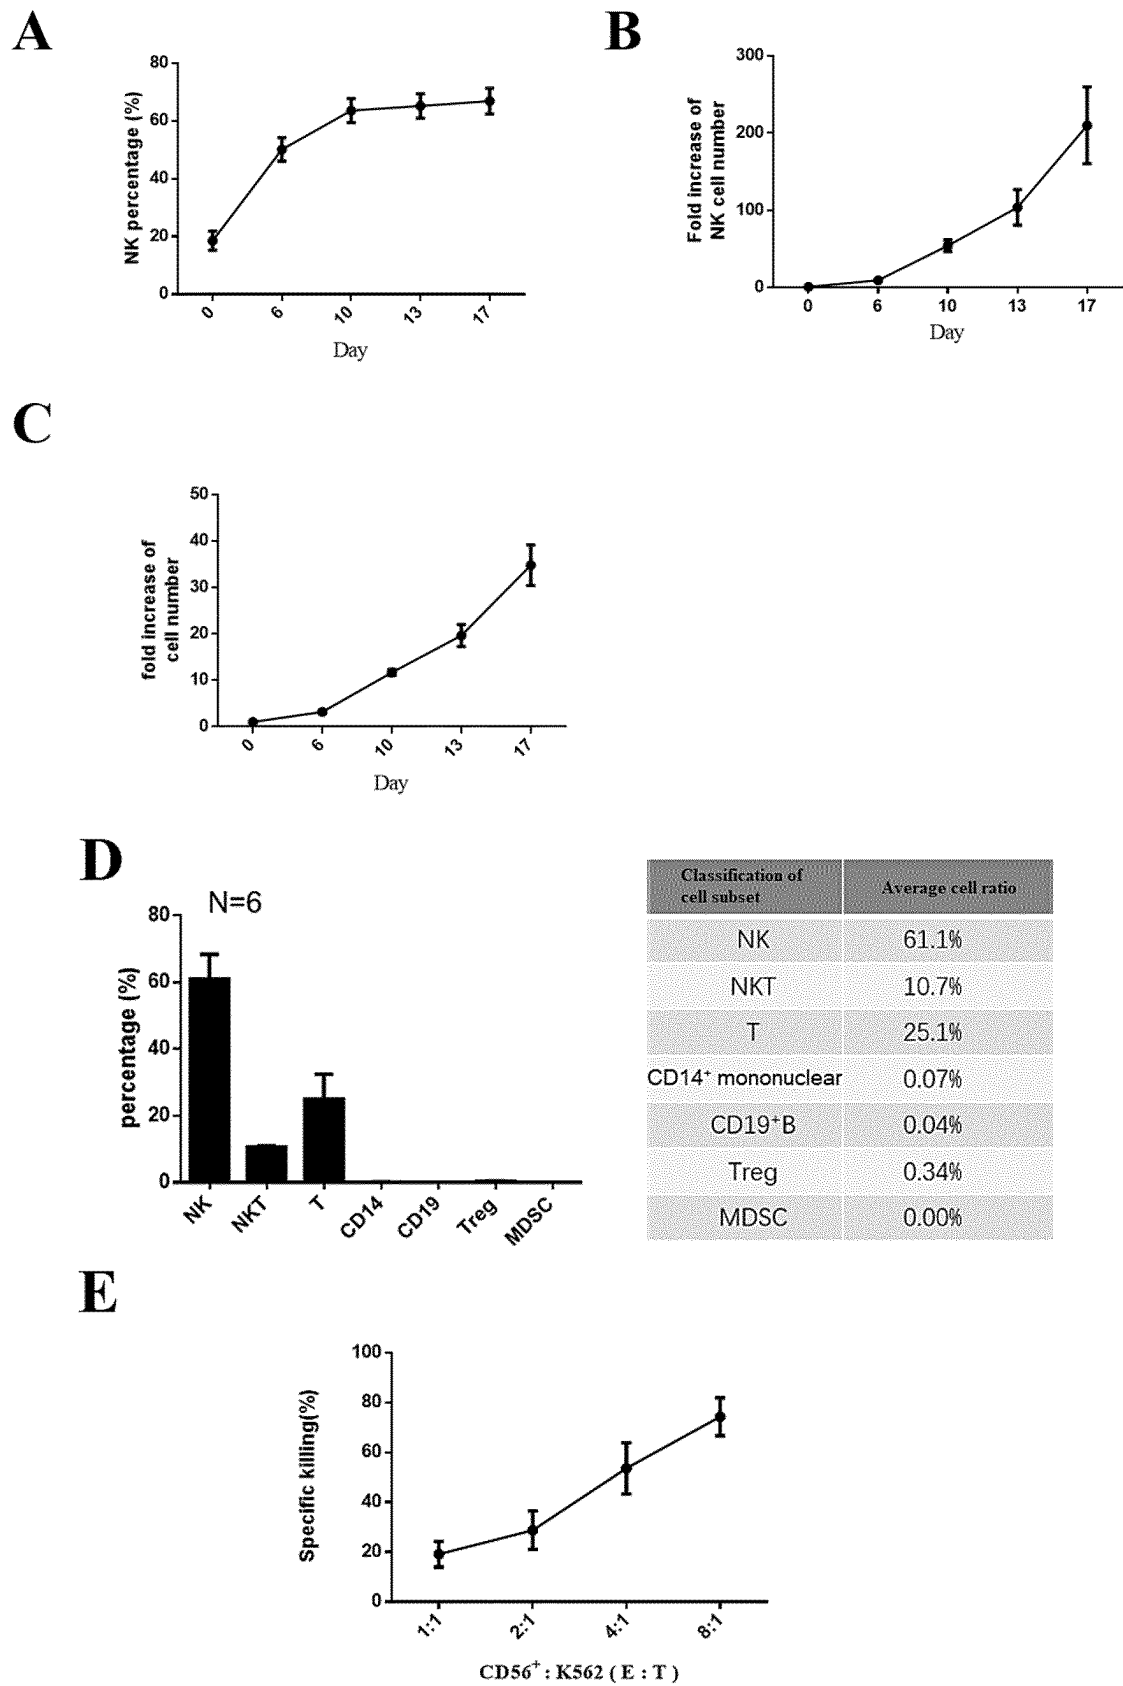 A
NK percentage (%)
80
60
40
20
0
0 6 10 13 17
Day
B
Fold increase of
NK cell number
300
200
100
0
0 6 10 13 17
Day
C
fold increase of
cell number
50
40
30
20
10
0
0 6 10 13 17
Day
D
N=6
percentage (%)
80
60
40
20
0
NK NKT T CD14 CD19 Treg MDSC
Classification of
cell subset
Average cell ratio
NK 61.1%
NKT 10.7%
T 25.1%
CD14⁺ mononuclear 0.07%
CD19⁺B 0.04%
Treg 0.34%
MDSC 0.00%
E
Specific killing(%)
100
80
60
40
20
0
1:1 2:1 4:1 8:1
CD56⁺ : K562 ( E : T )